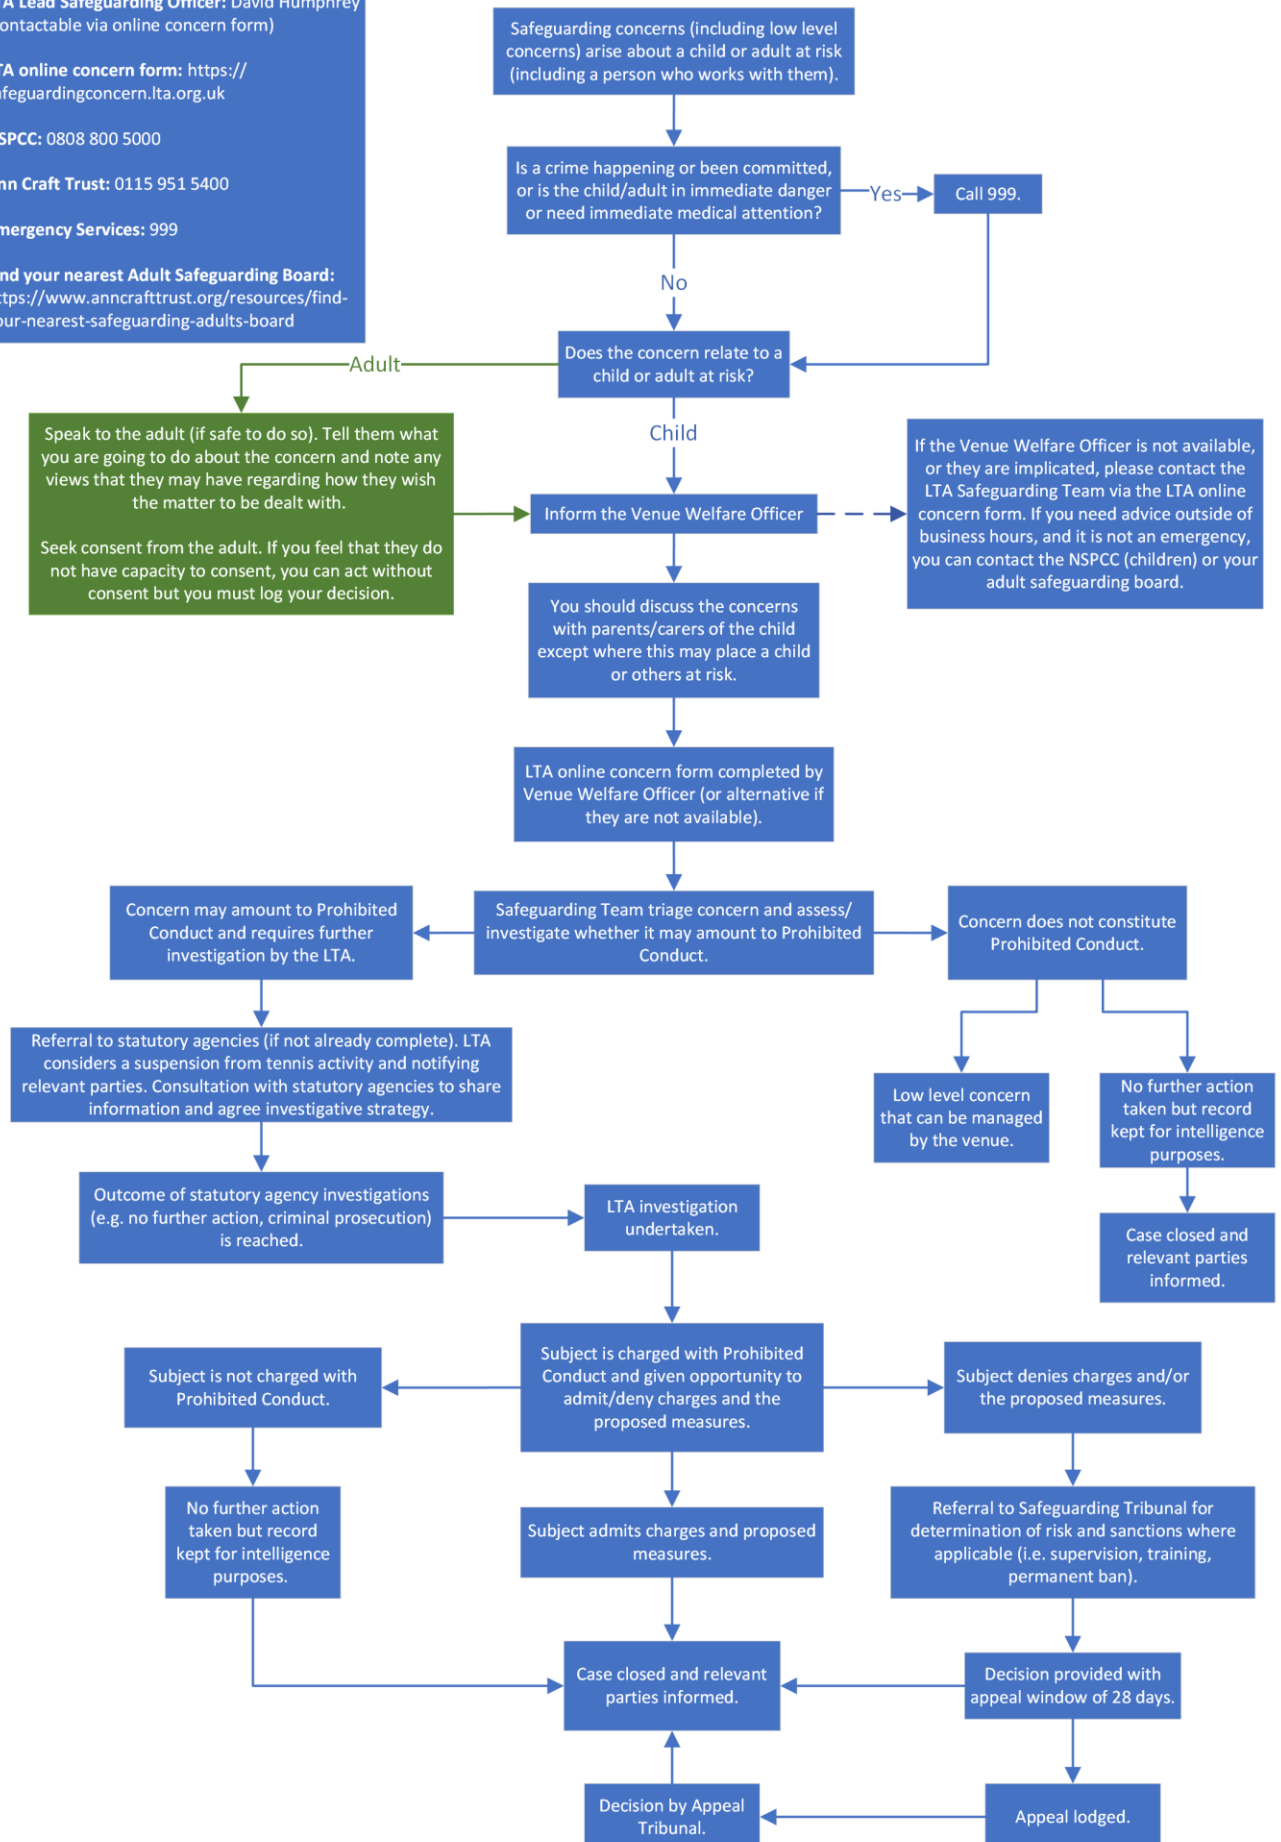 Lead Safeguarding Officer: David Humphrey
via online concern form)
online concern form: https://
0808 800 5000
Craft Trust: 0115 951 5400
Services: 999
your nearest Adult Safeguarding Board:
Safeguarding concerns (including low level
concerns) arise about a child or adult at risk
(including a person who works with them).
Is a crime happening or been committed,
or is the child/adult in immediate danger
or need immediate medical attention?
Yes
Call 999.
No
Does the concern relate to a
child or adult at risk?
Adult
Child
Speak to the adult (if safe to do so). Tell them what
you are going to do about the concern and note any
views that they may have regarding how they wish
the matter to be dealt with.
Seek consent from the adult. If you feel that they do
not have capacity to consent, you can act without
consent but you must log your decision.
Inform the Venue Welfare Officer
If the Venue Welfare Officer is not available,
or they are implicated, please contact the
LTA Safeguarding Team via the LTA online
concern form. If you need advice outside of
business hours, and it is not an emergency,
you can contact the NSPCC (children) or your
adult safeguarding board.
You should discuss the concerns
with parents/carers of the child
except where this may place a child
or others at risk.
LTA online concern form completed by
Venue Welfare Officer (or alternative if
they are not available).
Safeguarding Team triage concern and assess/
investigate whether it may amount to Prohibited
Conduct.
Concern may amount to Prohibited
Conduct and requires further
investigation by the LTA.
Concern does not constitute
Prohibited Conduct.
Referral to statutory agencies (if not already complete). LTA
considers a suspension from tennis activity and notifying
relevant parties. Consultation with statutory agencies to share
information and agree investigative strategy.
Low level concern
that can be managed
by the venue.
No further action
taken but record
kept for intelligence
purposes.
Outcome of statutory agency investigations
(e.g. no further action, criminal prosecution)
is reached.
LTA investigation
undertaken.
Case closed and
relevant parties
informed.
Subject is not charged with
Prohibited Conduct.
Subject is charged with Prohibited
Conduct and given opportunity to
admit/deny charges and the
proposed measures.
Subject denies charges and/or
the proposed measures.
No further action
taken but record
kept for intelligence
purposes.
Subject admits charges and proposed
measures.
Referral to Safeguarding Tribunal for
determination of risk and sanctions where
applicable (i.e. supervision, training,
permanent ban).
Case closed and relevant
parties informed.
Decision provided with
appeal window of 28 days.
Decision by Appeal
Tribunal.
Appeal lodged.